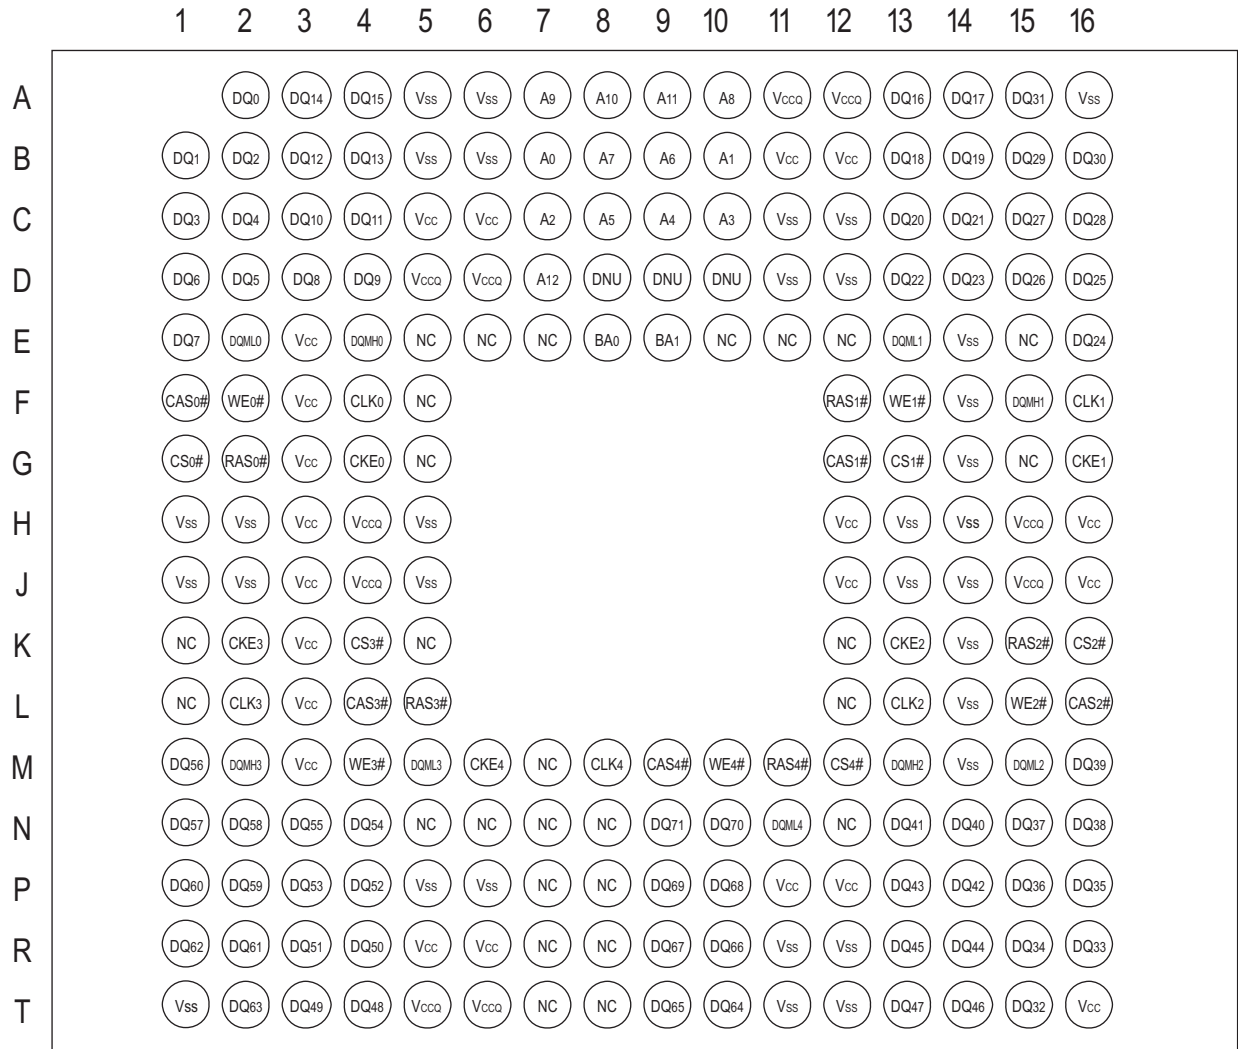 1 2 3 4 5 6 7 8 9 10 11 12 13 14 15 16
A DQ0 DQ14 DQ15 Vss Vss A9 A10 A11 A8 VCCQ VCCQ DQ16 DQ17 DQ31 Vss
B DQ1 DQ2 DQ12 DQ13 Vss Vss A0 A7 A6 A1 VCC VCC DQ18 DQ19 DQ29 DQ30
C DQ3 DQ4 DQ10 DQ11 VCC VCC A2 A5 A4 A3 Vss Vss DQ20 DQ21 DQ27 DQ28
D DQ6 DQ5 DQ8 DQ9 VCCQ VCCQ A12 DNU DNU DNU Vss Vss DQ22 DQ23 DQ26 DQ25
E DQ7 DQML0 VCC DQMH0 NC NC NC BA0 BA1 NC NC NC DQML1 Vss NC DQ24
F CAS0# WE0# VCC CLK0 NC RAS1# WE1# Vss DQMH1 CLK1
G CS0# RAS0# VCC CKE0 NC CAS1# CS1# Vss NC CKE1
H Vss Vss VCC VCCQ Vss VCC Vss Vss VCCQ VCC
J Vss Vss VCC VCCQ Vss VCC Vss Vss VCCQ VCC
K NC CKE3 VCC CS3# NC NC CKE2 Vss RAS2# CS2#
L NC CLK3 VCC CAS3# RAS3# NC CLK2 Vss WE2# CAS2#
M DQ56 DQMH3 VCC WE3# DQML3 CKE4 NC CLK4 CAS4# WE4# RAS4# CS4# DQMH2 Vss DQML2 DQ39
N DQ57 DQ58 DQ55 DQ54 NC NC NC NC DQ71 DQ70 DQML4 NC DQ41 DQ40 DQ37 DQ38
P DQ60 DQ59 DQ53 DQ52 Vss Vss NC NC DQ69 DQ68 VCC VCC DQ43 DQ42 DQ36 DQ35
R DQ62 DQ61 DQ51 DQ50 VCC VCC NC NC DQ67 DQ66 Vss Vss DQ45 DQ44 DQ34 DQ33
T Vss DQ63 DQ49 DQ48 VCCQ VCCQ NC NC DQ65 DQ64 Vss Vss DQ47 DQ46 DQ32 VCC